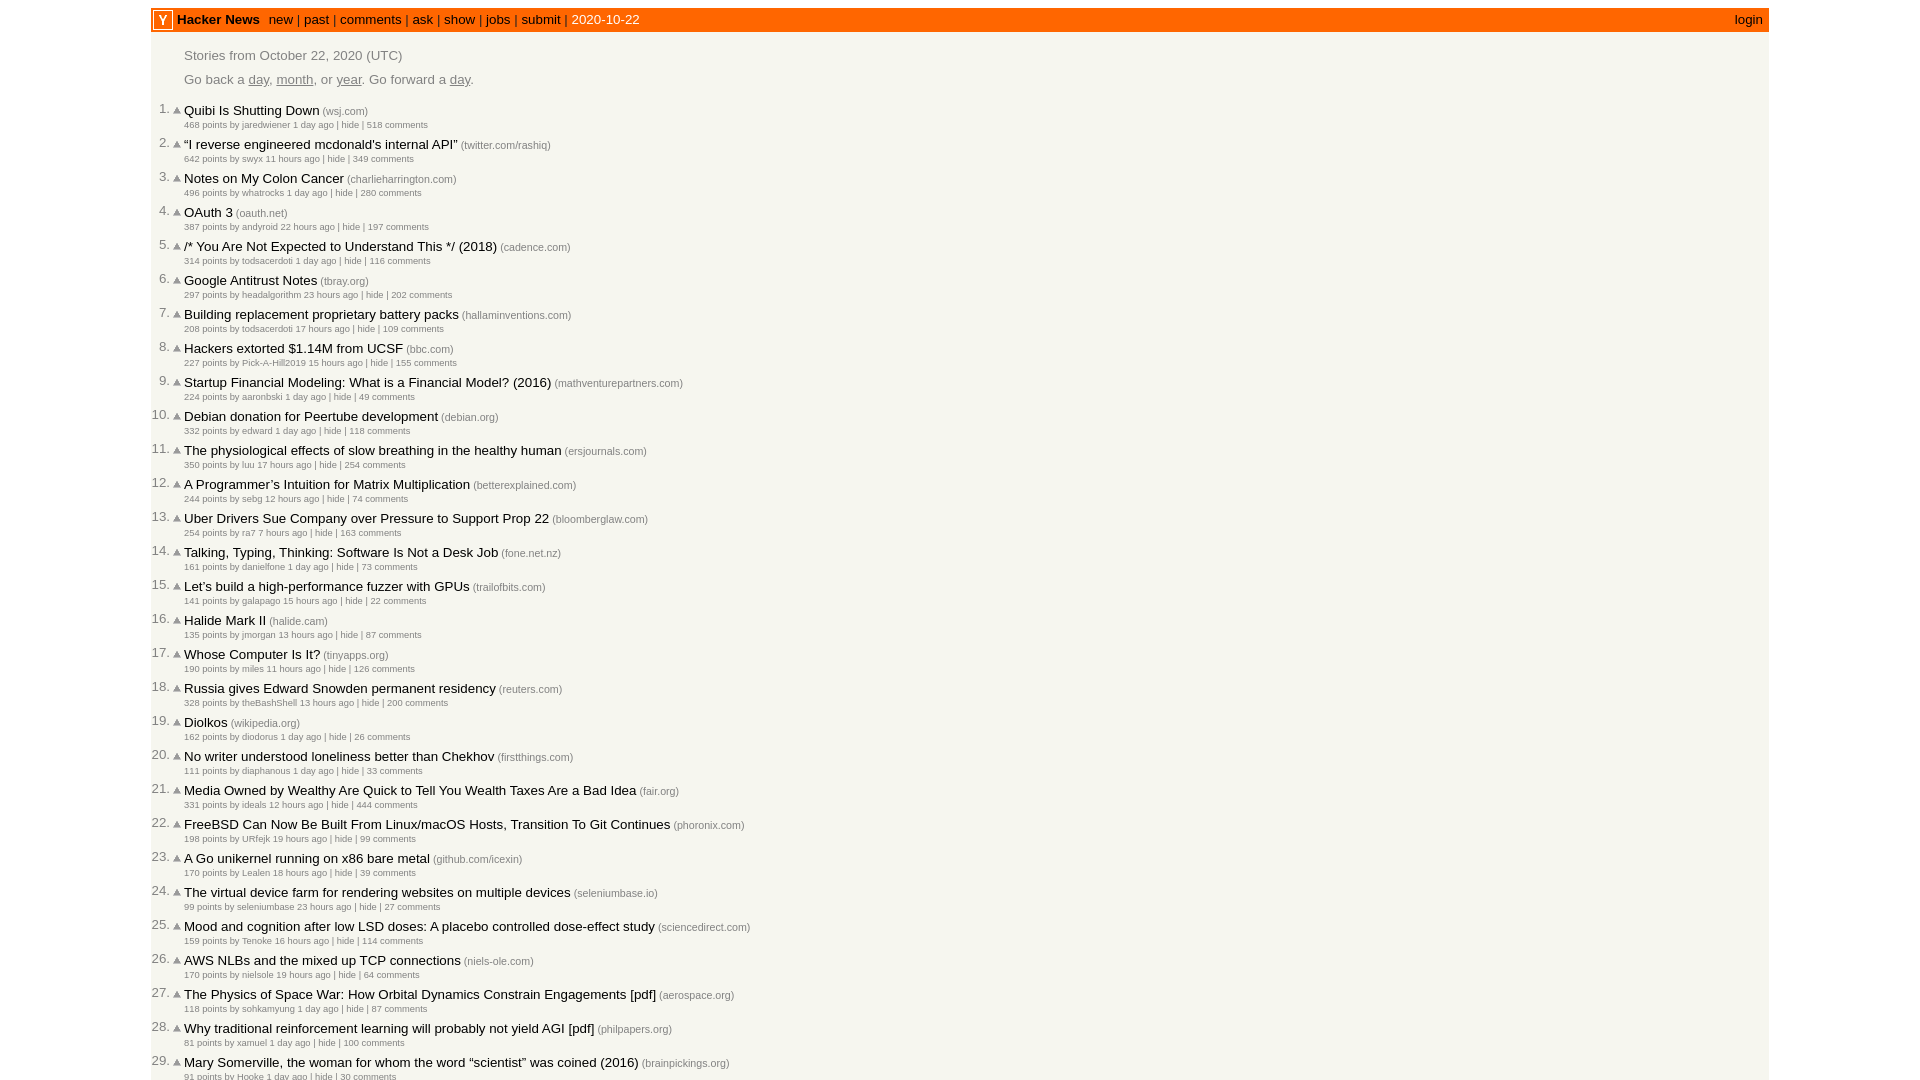 Y Hacker News new | past | comments | ask | show | jobs | submit | 2020-10-22 login
Stories from October 22, 2020 (UTC)
Go back a day, month, or year. Go forward a day.
1. Quibi Is Shutting Down (wsj.com)
468 points by jaredwiener 1 day ago | hide | 518 comments
2. “I reverse engineered mcdonald's internal API” (twitter.com/rashiq)
642 points by swyx 11 hours ago | hide | 349 comments
3. Notes on My Colon Cancer (charlieharrington.com)
496 points by whatrocks 1 day ago | hide | 280 comments
4. OAuth 3 (oauth.net)
387 points by andyroid 22 hours ago | hide | 197 comments
5. /* You Are Not Expected to Understand This */ (2018) (cadence.com)
314 points by todsacerdoti 1 day ago | hide | 116 comments
6. Google Antitrust Notes (tbray.org)
297 points by headalgorithm 23 hours ago | hide | 202 comments
7. Building replacement proprietary battery packs (hallaminventions.com)
208 points by todsacerdoti 17 hours ago | hide | 109 comments
8. Hackers extorted $1.14M from UCSF (bbc.com)
227 points by Pick-A-Hill2019 15 hours ago | hide | 155 comments
9. Startup Financial Modeling: What is a Financial Model? (2016) (mathventurepartners.com)
224 points by aaronbski 1 day ago | hide | 49 comments
10. Debian donation for Peertube development (debian.org)
332 points by edward 1 day ago | hide | 118 comments
11. The physiological effects of slow breathing in the healthy human (ersjournals.com)
350 points by luu 17 hours ago | hide | 254 comments
12. A Programmer’s Intuition for Matrix Multiplication (betterexplained.com)
244 points by sebg 12 hours ago | hide | 74 comments
13. Uber Drivers Sue Company over Pressure to Support Prop 22 (bloomberglaw.com)
254 points by ra7 7 hours ago | hide | 163 comments
14. Talking, Typing, Thinking: Software Is Not a Desk Job (fone.net.nz)
161 points by danielfone 1 day ago | hide | 73 comments
15. Let’s build a high-performance fuzzer with GPUs (trailofbits.com)
141 points by galapago 15 hours ago | hide | 22 comments
16. Halide Mark II (halide.cam)
135 points by jmorgan 13 hours ago | hide | 87 comments
17. Whose Computer Is It? (tinyapps.org)
190 points by miles 11 hours ago | hide | 126 comments
18. Russia gives Edward Snowden permanent residency (reuters.com)
328 points by theBashShell 13 hours ago | hide | 200 comments
19. Diolkos (wikipedia.org)
162 points by diodorus 1 day ago | hide | 26 comments
20. No writer understood loneliness better than Chekhov (firstthings.com)
111 points by diaphanous 1 day ago | hide | 33 comments
21. Media Owned by Wealthy Are Quick to Tell You Wealth Taxes Are a Bad Idea (fair.org)
331 points by ideals 12 hours ago | hide | 444 comments
22. FreeBSD Can Now Be Built From Linux/macOS Hosts, Transition To Git Continues (phoronix.com)
198 points by URfejk 19 hours ago | hide | 99 comments
23. A Go unikernel running on x86 bare metal (github.com/icexin)
170 points by Lealen 18 hours ago | hide | 39 comments
24. The virtual device farm for rendering websites on multiple devices (seleniumbase.io)
99 points by seleniumbase 23 hours ago | hide | 27 comments
25. Mood and cognition after low LSD doses: A placebo controlled dose-effect study (sciencedirect.com)
159 points by Tenoke 16 hours ago | hide | 114 comments
26. AWS NLBs and the mixed up TCP connections (niels-ole.com)
170 points by nielsole 19 hours ago | hide | 64 comments
27. The Physics of Space War: How Orbital Dynamics Constrain Engagements [pdf] (aerospace.org)
118 points by sohkamyung 1 day ago | hide | 87 comments
28. Why traditional reinforcement learning will probably not yield AGI [pdf] (philpapers.org)
81 points by xamuel 1 day ago | hide | 100 comments
29. Mary Somerville, the woman for whom the word “scientist” was coined (2016) (brainpickings.org)
91 points by Hooke 1 day ago | hide | 30 comments